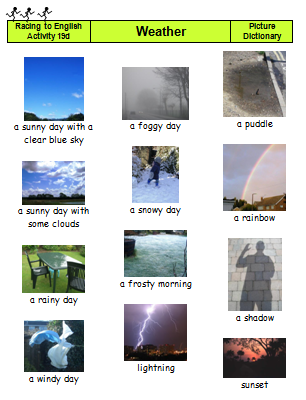 Racing to English
Activity 19d
Weather
Picture
Dictionary
a sunny day with a
clear blue sky
a foggy day
a puddle
a sunny day with
some clouds
a snowy day
a rainbow
a rainy day
a frosty morning
a shadow
a windy day
lightning
sunset